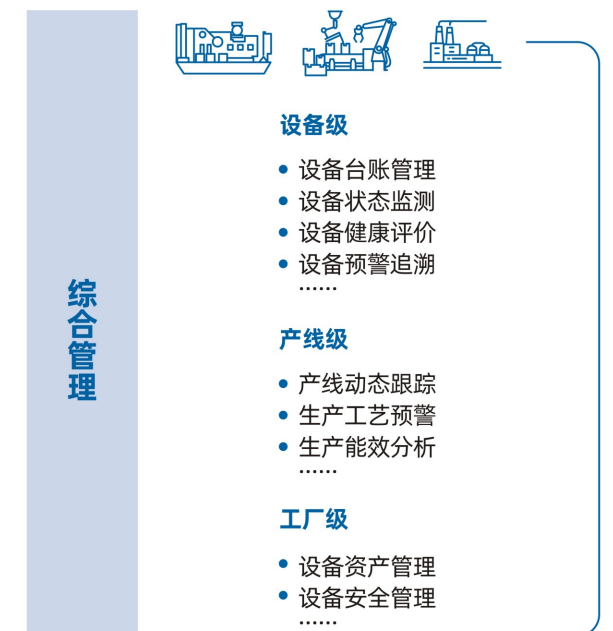 综合管理
设备级
• 设备台账管理
• 设备状态监测
• 设备健康评价
• 设备预警追溯
……
产线级
• 产线动态跟踪
• 生产工艺预警
• 生产能效分析
……
工厂级
• 设备资产管理
• 设备安全管理
……